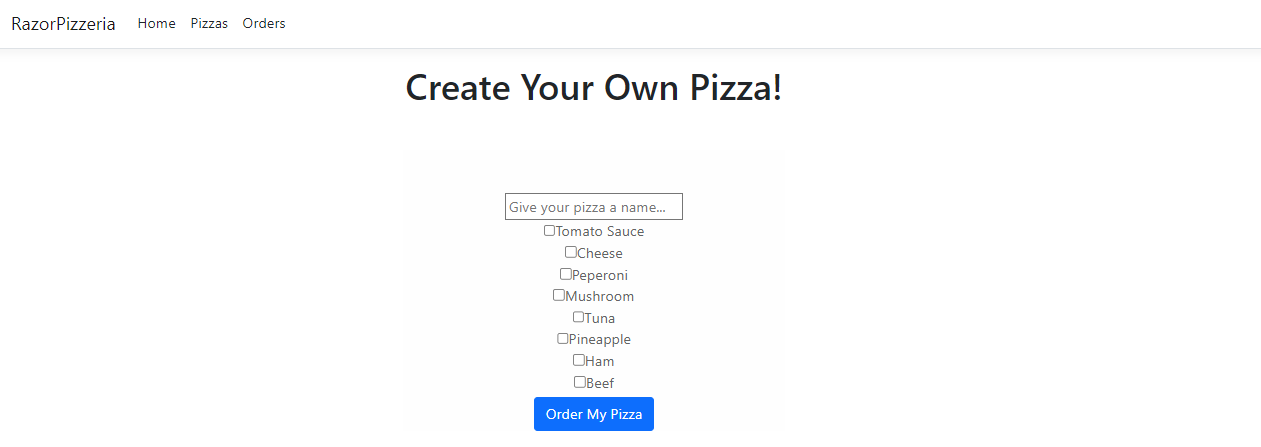 RazorPizzeria Home Pizzas Orders
Create Your Own Pizza!
Give your pizza a name...
Tomato Sauce
Cheese
Peperoni
Mushroom
Tuna
Pineapple
Ham
Beef
Order My Pizza